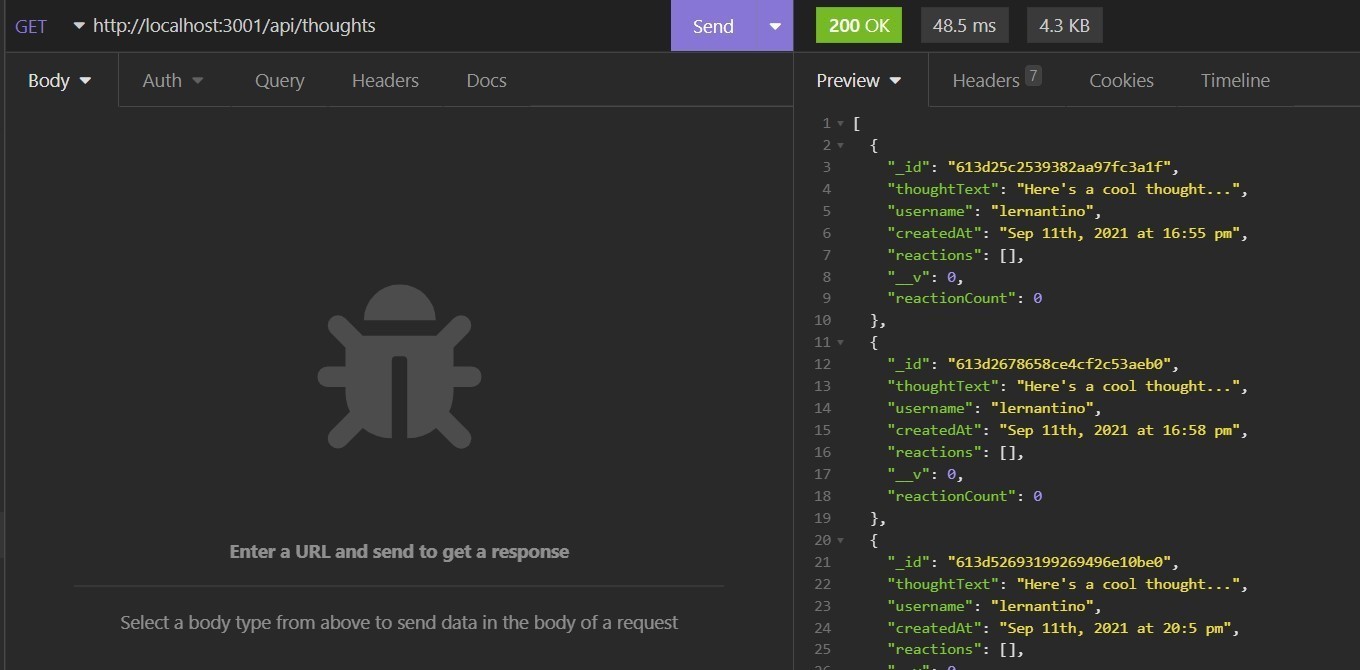 GET http://localhost:3001/api/thoughts Send 200 OK 48.5 ms 4.3 KB
Body Auth Query Headers Docs Preview Headers 7 Cookies Timeline
Enter a URL and send to get a response
Select a body type from above to send data in the body of a request
1 [
2 {
3 "_id": "613d25c2539382aa97fc3a1f",
4 "thoughtText": "Here's a cool thought...",
5 "username": "lernantino",
6 "createdAt": "Sep 11th, 2021 at 16:55 pm",
7 "reactions": [],
8 "__v": 0,
9 "reactionCount": 0
10 },
11 {
12 "_id": "613d2678658ce4cf2c53aeb0",
13 "thoughtText": "Here's a cool thought...",
14 "username": "lernantino",
15 "createdAt": "Sep 11th, 2021 at 16:58 pm",
16 "reactions": [],
17 "__v": 0,
18 "reactionCount": 0
19 },
20 {
21 "_id": "613d52693199269496e10be0",
22 "thoughtText": "Here's a cool thought...",
23 "username": "lernantino",
24 "createdAt": "Sep 11th, 2021 at 20:5 pm",
25 "reactions": [],